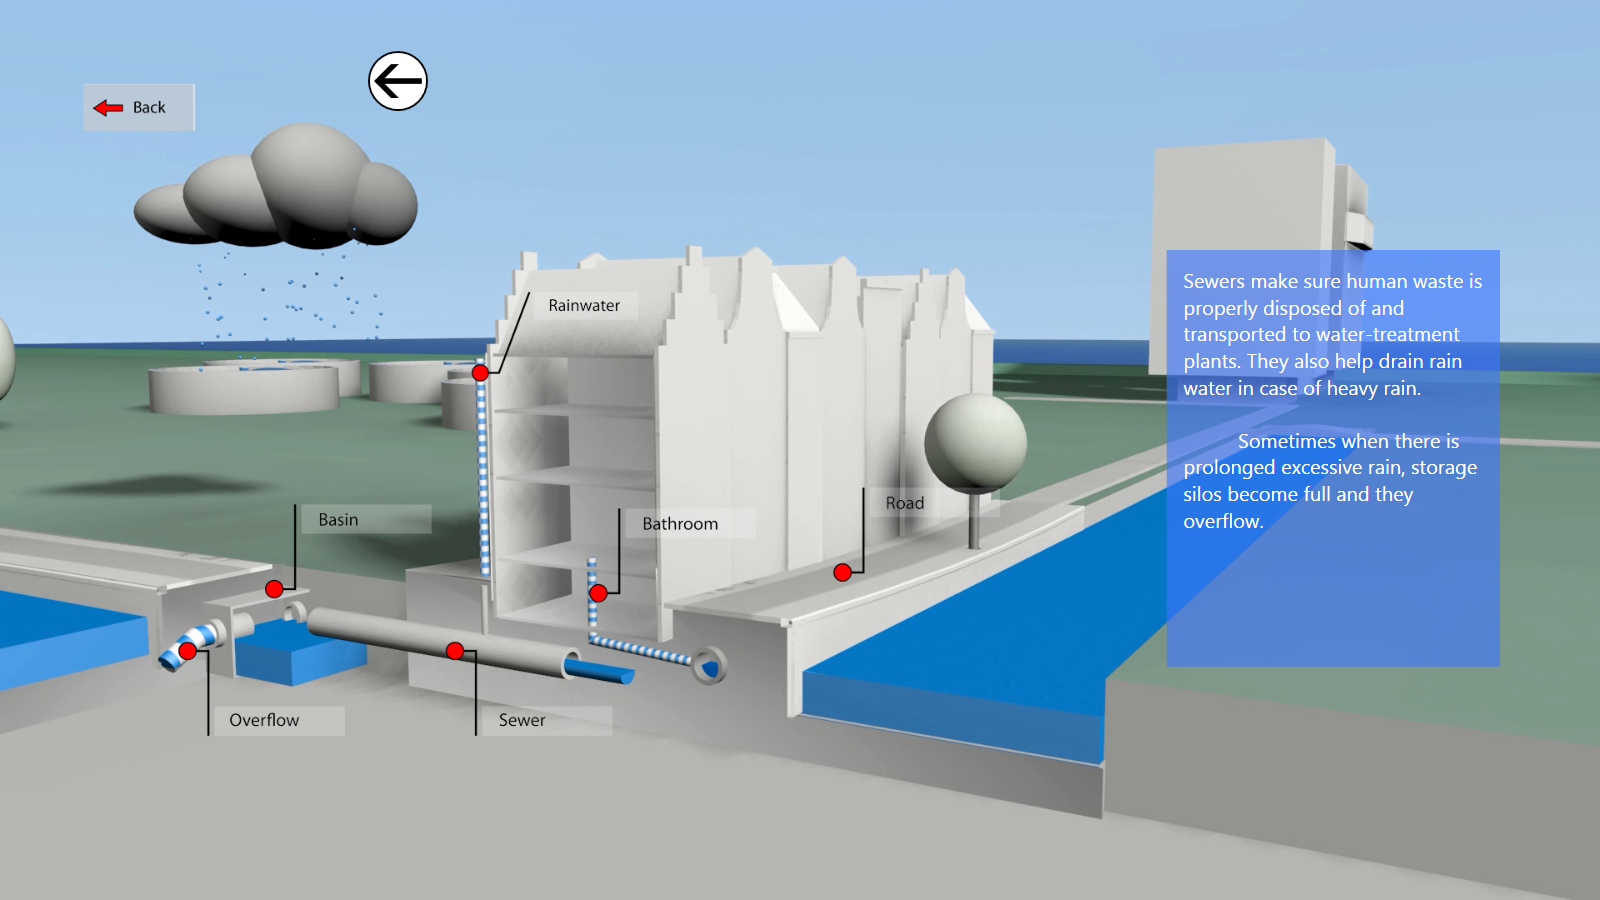 Back
Rainwater
Sewers make sure human waste is
properly disposed of and
transported to water-treatment
plants. They also help drain rain
water in case of heavy rain.
Sometimes when there is
prolonged excessive rain, storage
silos become full and they
overflow.
Road
Basin
Bathroom
Overflow
Sewer